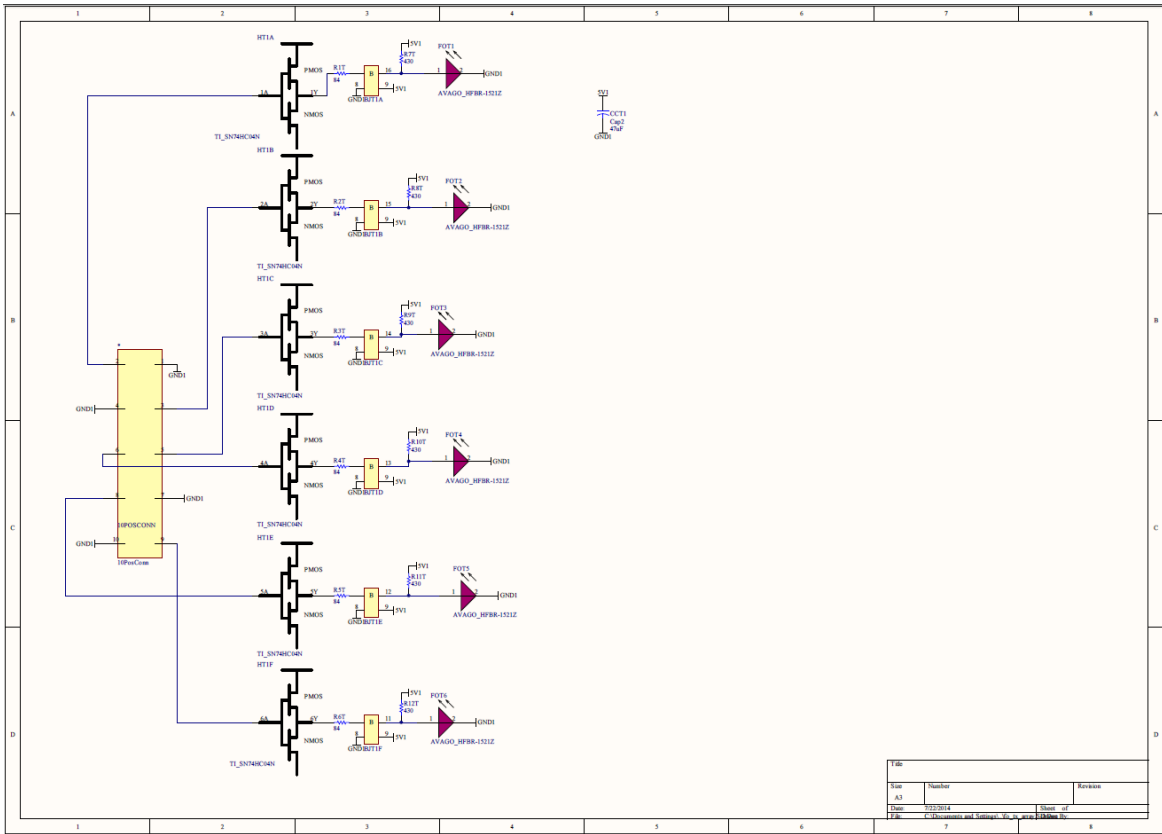 1 2 3 4 5 6 7 8
A
B
C
D
A
B
C
D
HT1A
PMOS
1A
1Y
NMOS
TI_SN74HC04N
R1T
84
B
16
8
9
5V1
GND1
BJT1A
5V1
R7T
430
FOT1
1
2
GND1
AVAGO_HFBR-1521Z
5V1
CCT1
Cap2
47uF
GND1
HT1B
PMOS
2A
2Y
NMOS
TI_SN74HC04N
R2T
84
B
15
8
9
5V1
GND1
BJT1B
5V1
R8T
430
FOT2
1
2
GND1
AVAGO_HFBR-1521Z
HT1C
PMOS
3A
3Y
NMOS
TI_SN74HC04N
R3T
84
B
14
8
9
5V1
GND1
BJT1C
5V1
R9T
430
FOT3
1
2
GND1
AVAGO_HFBR-1521Z
*
2
1
GND1
GND1
4
3
6
5
8
7
GND1
10POSCONN
GND1
10
9
10PosConn
HT1D
PMOS
4A
4Y
NMOS
TI_SN74HC04N
R4T
84
B
13
8
9
5V1
GND1
BJT1D
5V1
R10T
430
FOT4
1
2
GND1
AVAGO_HFBR-1521Z
HT1E
PMOS
5A
5Y
NMOS
TI_SN74HC04N
R5T
84
B
12
8
9
5V1
GND1
BJT1E
5V1
R11T
430
FOT5
1
2
GND1
AVAGO_HFBR-1521Z
HT1F
PMOS
6A
6Y
NMOS
TI_SN74HC04N
R6T
84
B
11
8
9
5V1
GND1
BJT1F
5V1
R12T
430
FOT6
1
2
GND1
AVAGO_HFBR-1521Z
Title
Size Number Revision
A3
Date: 7/22/2014 Sheet of
File: C:\Documents and Settings\ By:
1 2 3 4 5 6 7 8